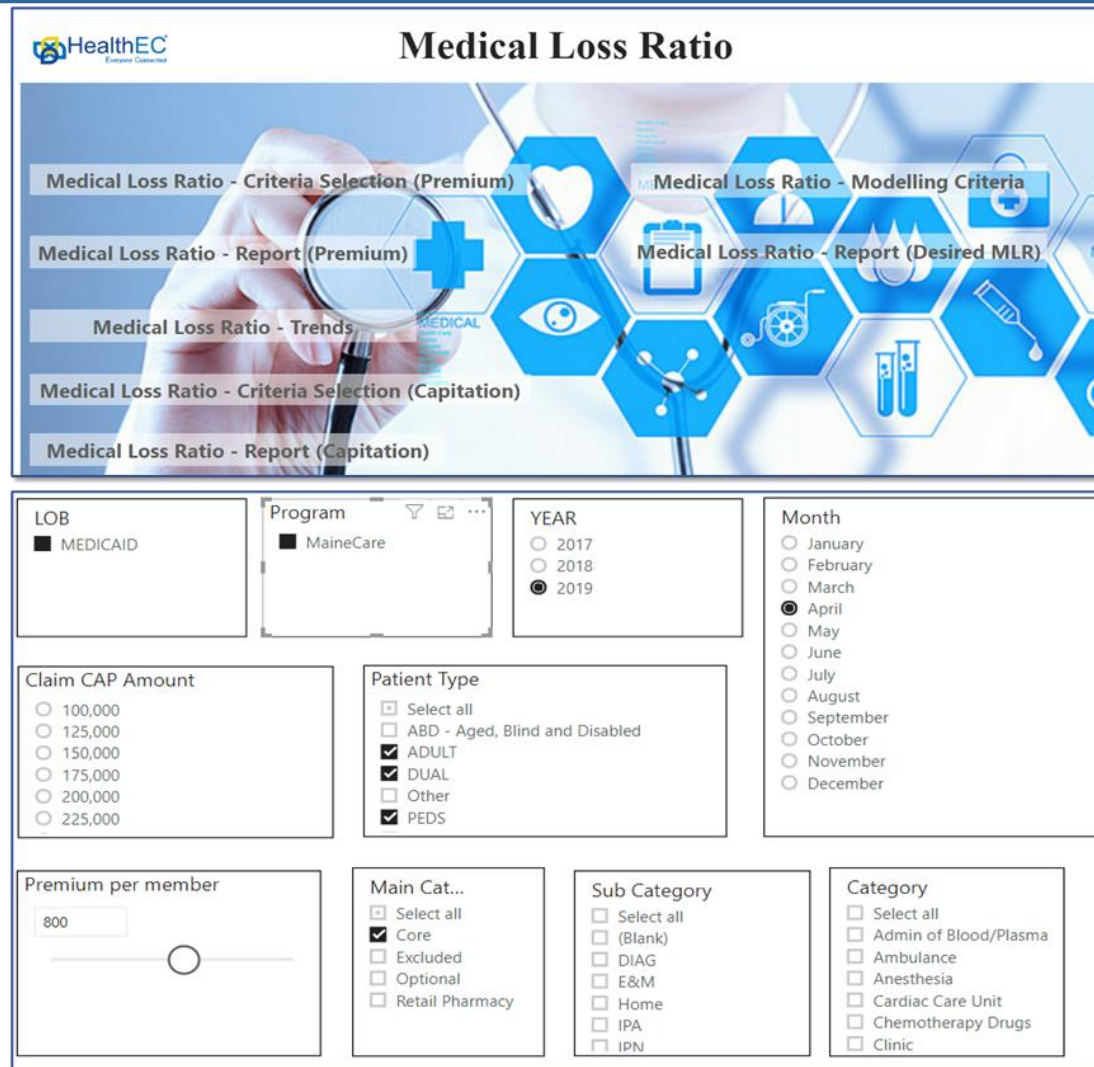 HealthEC
Everyone Connected
Medical Loss Ratio
Medical Loss Ratio - Criteria Selection (Premium)
Medical Loss Ratio - Modelling Criteria
Medical Loss Ratio - Report (Premium)
Medical Loss Ratio - Report (Desired MLR)
Medical Loss Ratio - Trends
MEDICAL
Medical Loss Ratio - Criteria Selection (Capitation)
Medical Loss Ratio - Report (Capitation)
LOB
MEDICAID
Program
MaineCare
YEAR
2017
2018
2019
Month
January
February
March
April
May
June
July
August
September
October
November
December
Claim CAP Amount
100,000
125,000
150,000
175,000
200,000
225,000
Patient Type
Select all
ABD - Aged, Blind and Disabled
ADULT
DUAL
Other
PEDS
Premium per member
800
Main Cat...
Select all
Core
Excluded
Optional
Retail Pharmacy
Sub Category
Select all
(Blank)
DIAG
E&M
Home
IPA
IPN
Category
Select all
Admin of Blood/Plasma
Ambulance
Anesthesia
Cardiac Care Unit
Chemotherapy Drugs
Clinic